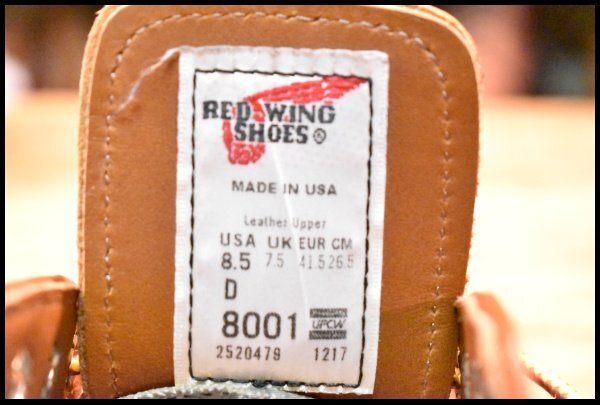 RED WING
SHOES®
MADE IN USA
Leather Upper
USA UK EUR CM
8.5 7.5 41.5 26.5
D
8001 UPCW
2520479 1217